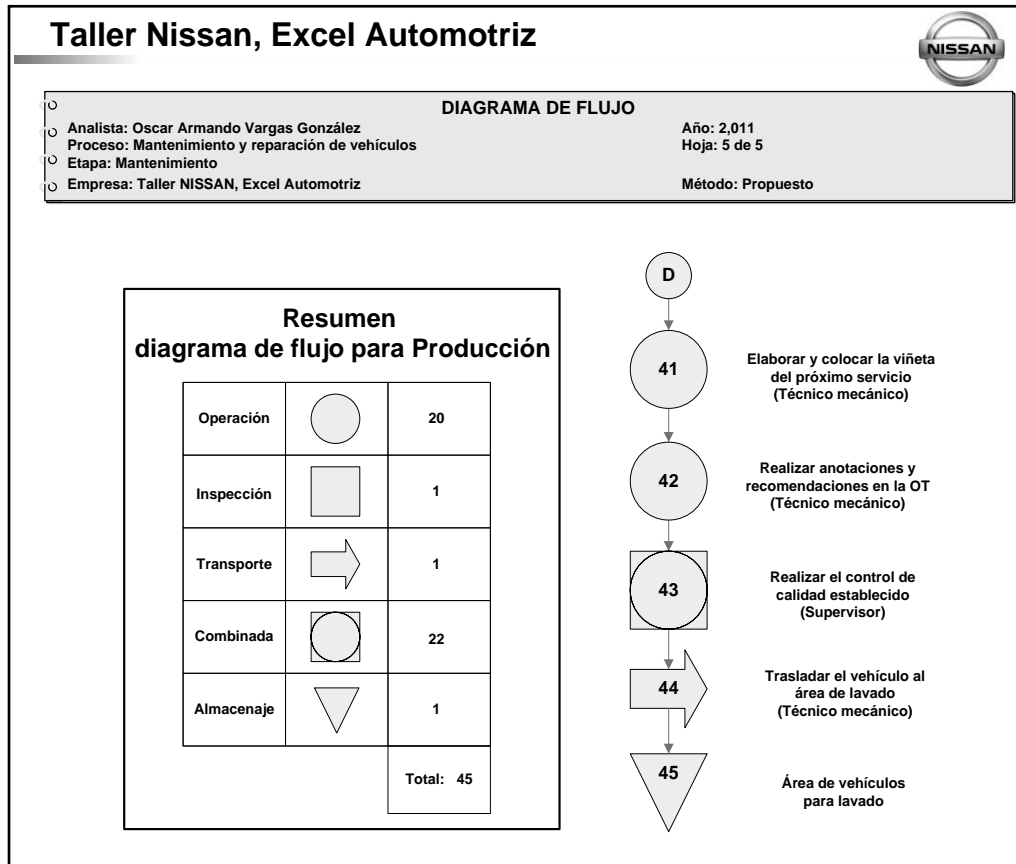 Taller Nissan, Excel Automotriz
NISSAN
DIAGRAMA DE FLUJO
Analista: Oscar Armando Vargas González
Año: 2,011
Proceso: Mantenimiento y reparación de vehículos
Hoja: 5 de 5
Etapa: Mantenimiento
Empresa: Taller NISSAN, Excel Automotriz
Método: Propuesto
Resumen
diagrama de flujo para Producción
Operación
20
Inspección
1
Transporte
1
Combinada
22
Almacenaje
1
Total: 45
D
41
Elaborar y colocar la viñeta
del próximo servicio
(Técnico mecánico)
42
Realizar anotaciones y
recomendaciones en la OT
(Técnico mecánico)
43
Realizar el control de
calidad establecido
(Supervisor)
44
Trasladar el vehículo al
área de lavado
(Técnico mecánico)
45
Área de vehículos
para lavado